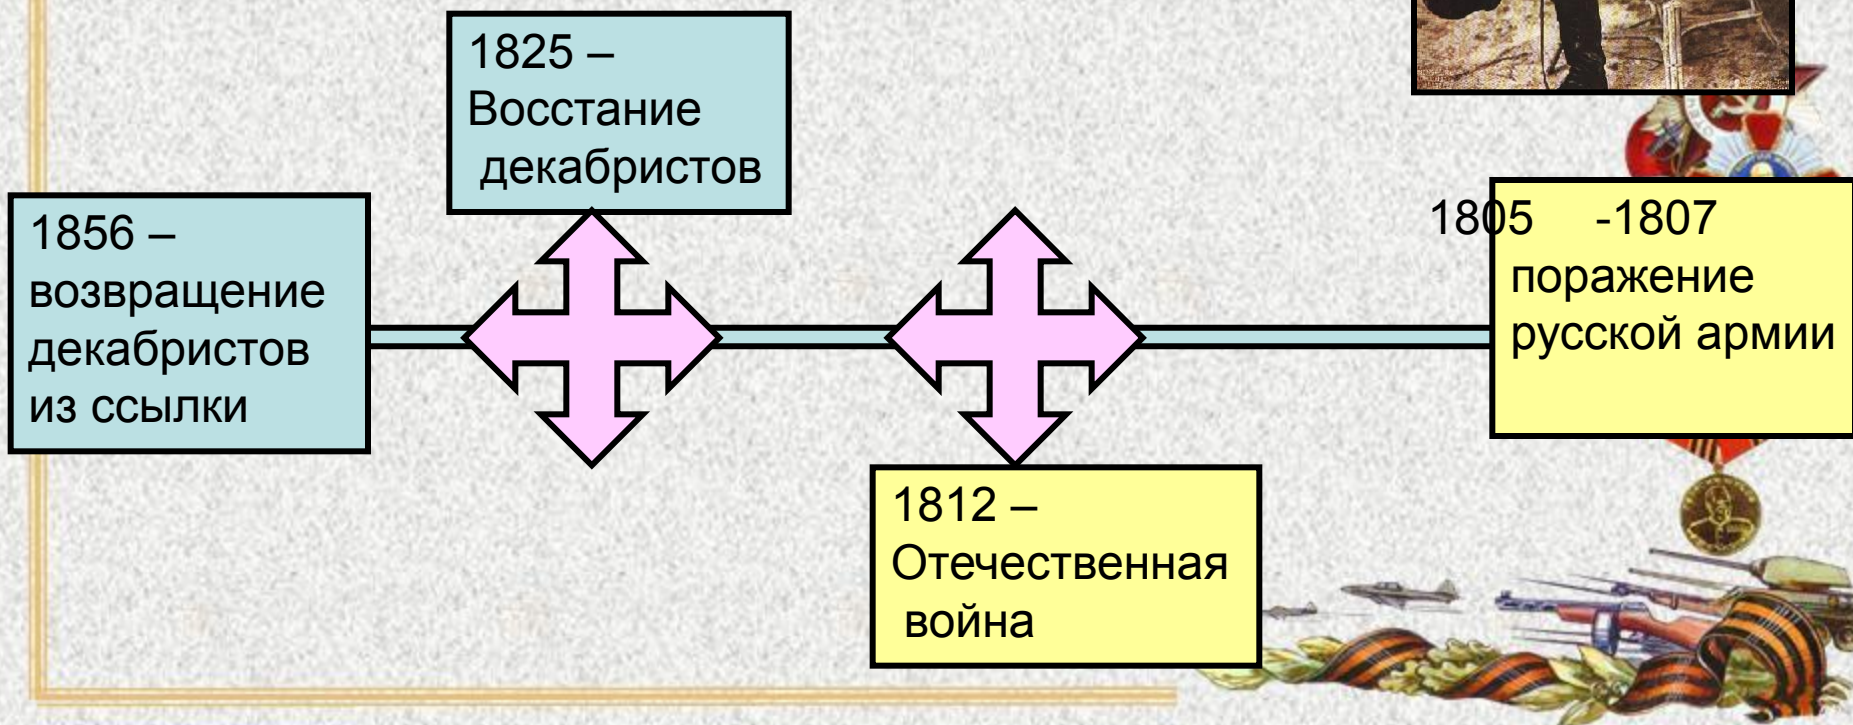 1825 –
Восстание
декабристов
1856 –
возвращение
декабристов
из ссылки
1805 -1807
поражение
русской армии
1812 –
Отечественная
война